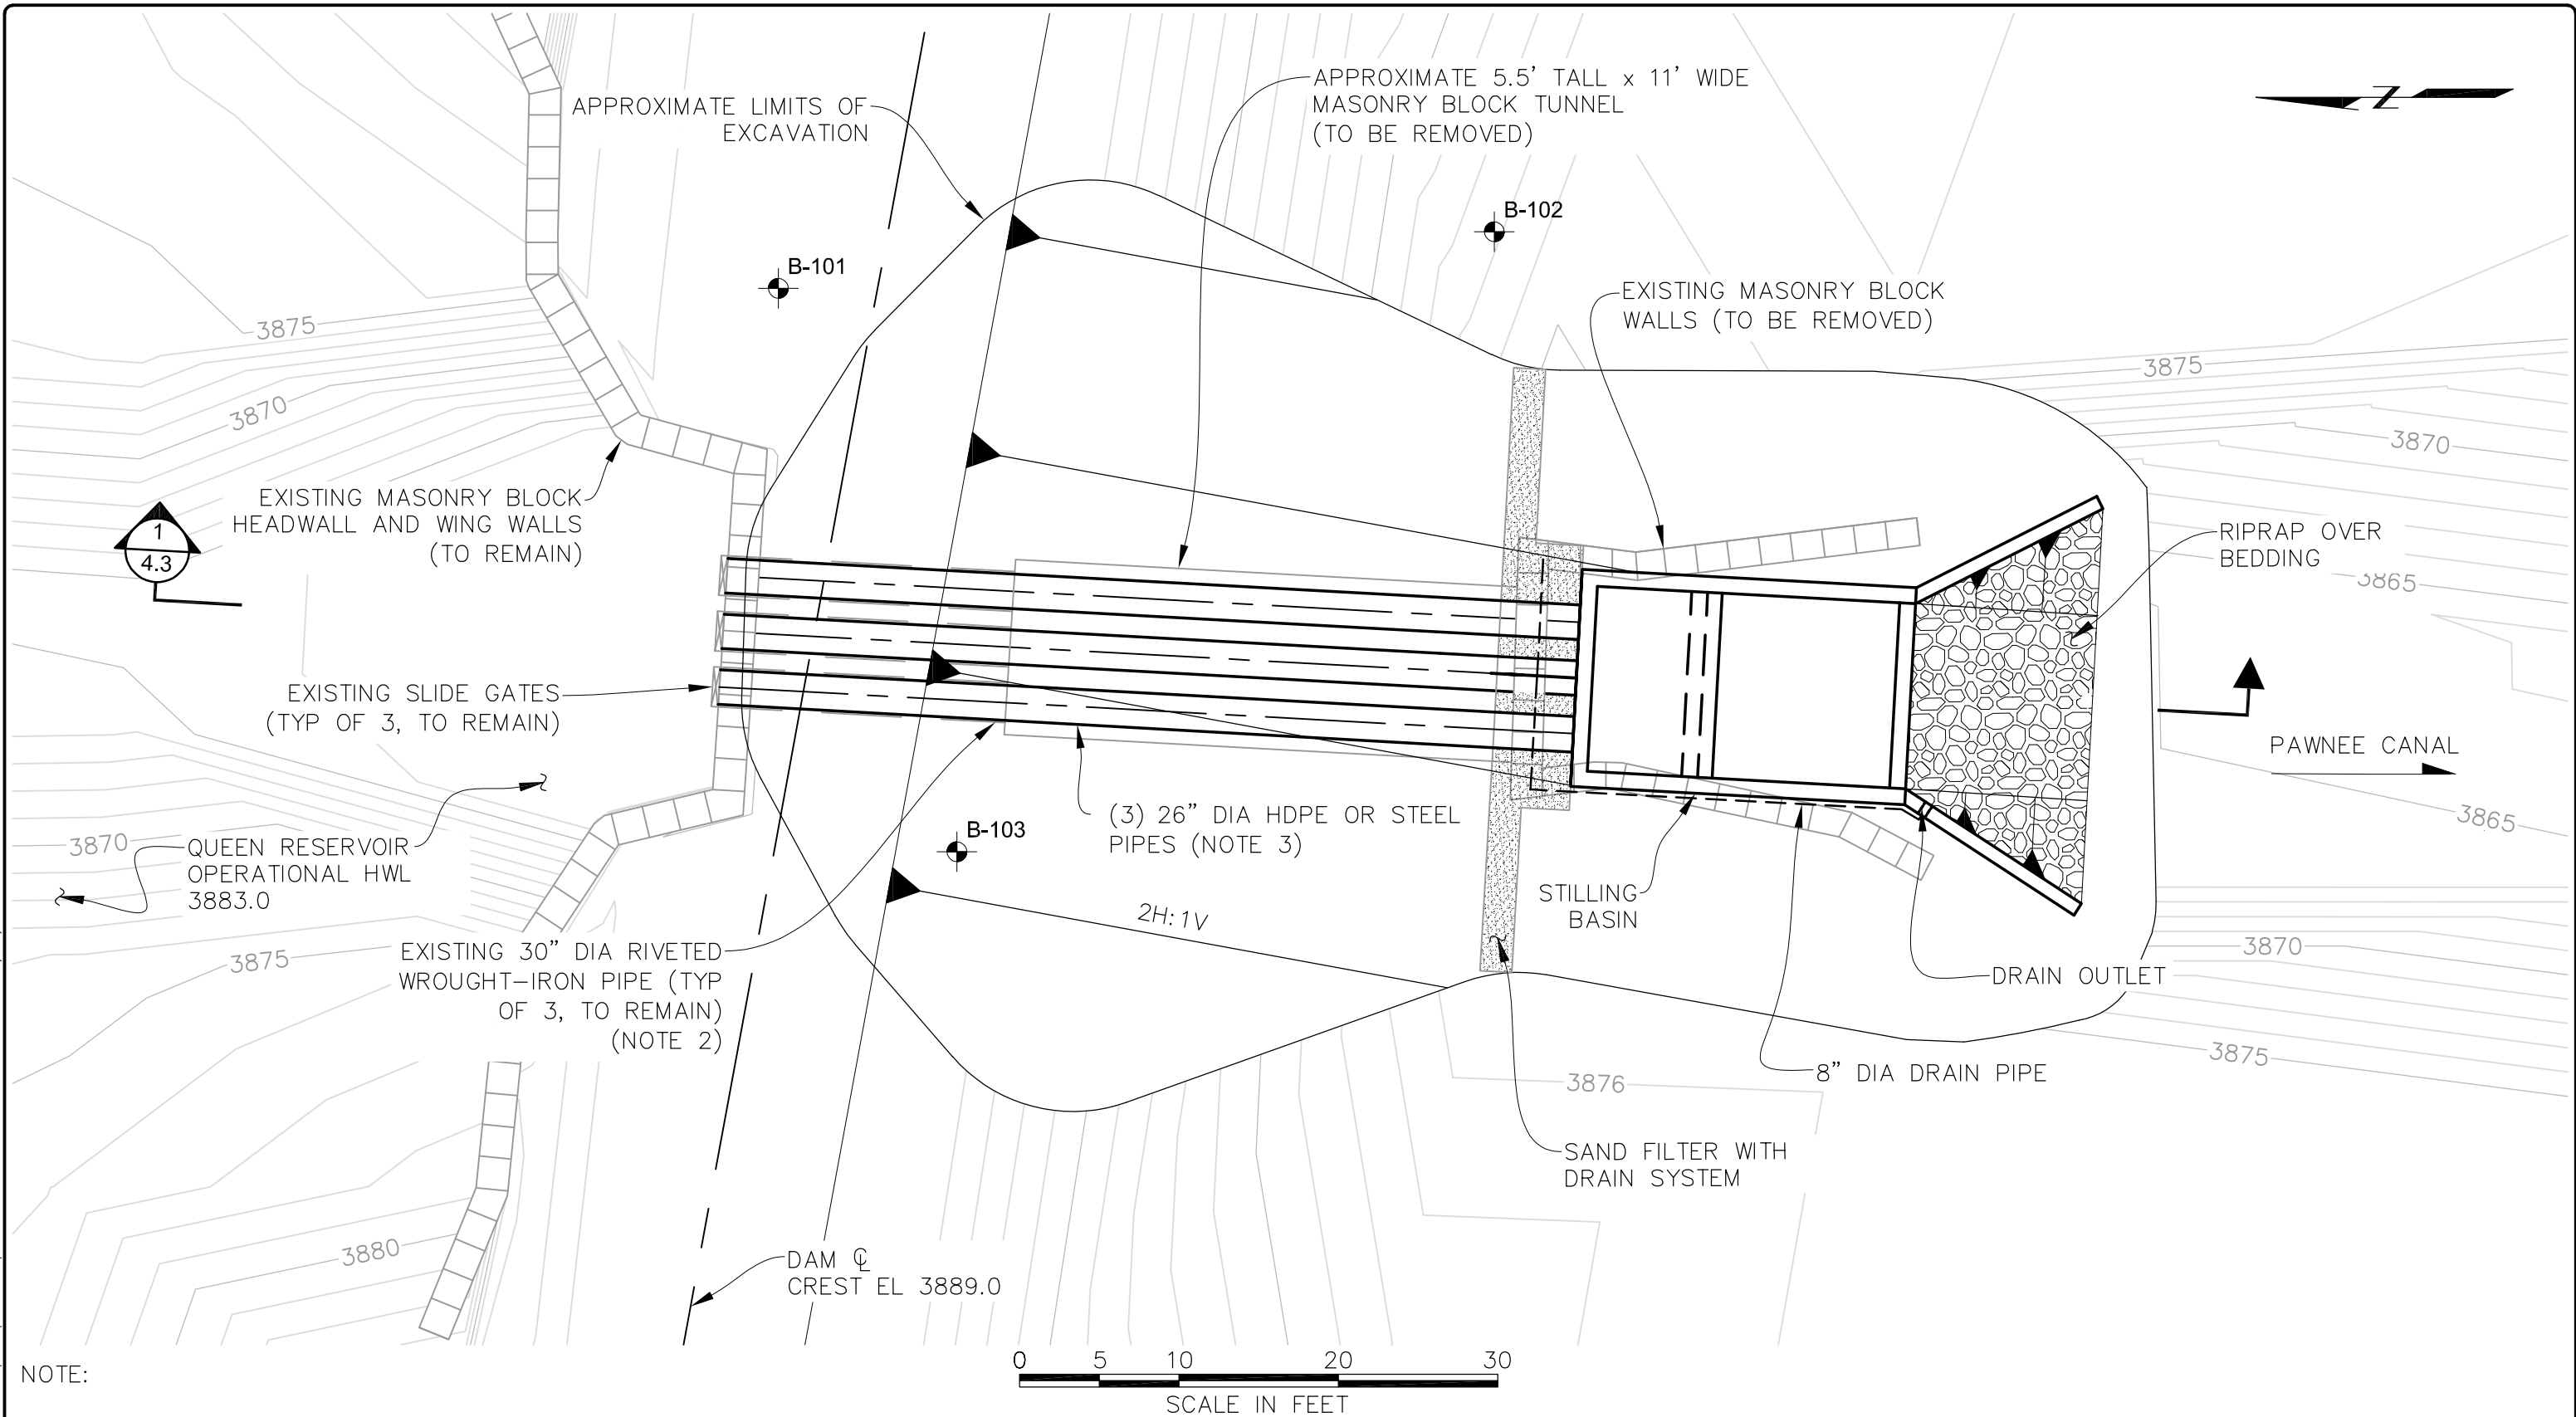 APPROXIMATE LIMITS OF
EXCAVATION
APPROXIMATE 5.5' TALL x 11' WIDE
MASONRY BLOCK TUNNEL
(TO BE REMOVED)
Z
B-101
B-102
EXISTING MASONRY BLOCK
WALLS (TO BE REMOVED)
3875
3870
3875
3870
EXISTING MASONRY BLOCK
HEADWALL AND WING WALLS
(TO REMAIN)
1
4.3
RIPRAP OVER
BEDDING
3865
EXISTING SLIDE GATES
(TYP OF 3, TO REMAIN)
PAWNEE CANAL
3865
(3) 26" DIA HDPE OR STEEL
PIPES (NOTE 3)
B-103
3870
QUEEN RESERVOIR
OPERATIONAL HWL
3883.0
STILLING
BASIN
2H:1V
3875
EXISTING 30" DIA RIVETED
WROUGHT-IRON PIPE (TYP
OF 3, TO REMAIN)
(NOTE 2)
3870
DRAIN OUTLET
3875
8" DIA DRAIN PIPE
3876
SAND FILTER WITH
DRAIN SYSTEM
3880
DAM ℄
CREST EL 3889.0
NOTE:
0 5 10 20 30
SCALE IN FEET